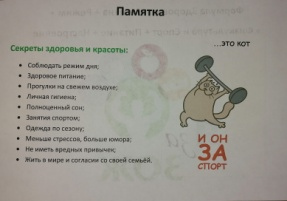 Памятка
Секреты здоровья и красоты:
• Соблюдать режим дня;
• Здоровое питание;
• Прогулки на свежем воздухе;
• Личная гигиена;
• Полноценный сон;
• Занятия спортом;
• Одежда по сезону;
• Меньше стрессов, больше юмора;
• Не иметь вредных привычек;
• Жить в мире и согласии со своей семьёй.
...ЭТО КОТ
И ОН
ЗА
СПОРТ